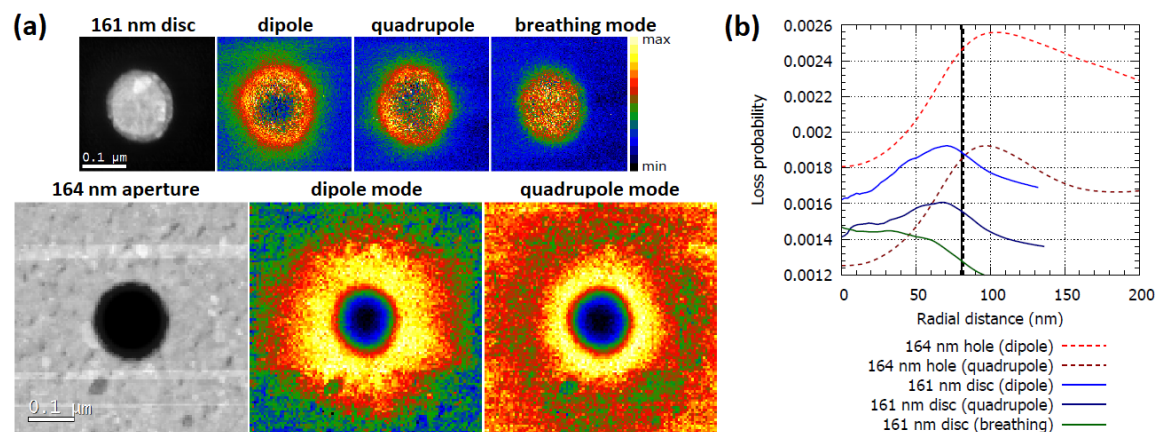 (a)
161 nm disc
dipole
quadrupole
breathing mode
max
min
0.1 µm
164 nm aperture
dipole mode
quadrupole mode
0.1 µm
(b)
Loss probability
0.0026
0.0024
0.0022
0.002
0.0018
0.0016
0.0014
0.0012
0 50 100 150 200
Radial distance (nm)
164 nm hole (dipole)
164 nm hole (quadrupole)
161 nm disc (dipole)
161 nm disc (quadrupole)
161 nm disc (breathing)